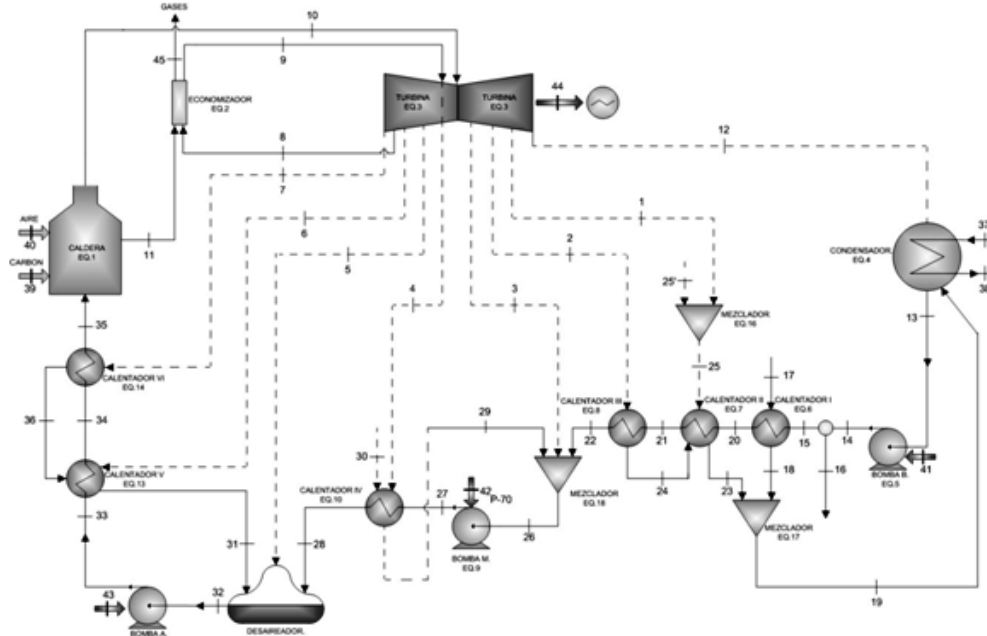 GASES
10
9
45
ECONOMIZADOR
EQ.2
TURBINA
EQ.3
TURBINA
EQ.3
44
8
7
12
AIRE
40
CARBON
39
CALDERA
EQ.1
11
6
5
4
3
2
1
25'
MEZCLADOR
EQ.16
37
CONDENSADOR
EQ.4
38
13
35
CALENTADOR VI
EQ.14
36
34
CALENTADOR V
EQ.13
33
25
17
CALENTADOR III
EQ.8
CALENTADOR II
EQ.7
CALENTADOR I
EQ.6
29
22
21
20
15
14
30
CALENTADOR IV
EQ.10
27
42
P-70
MEZCLADOR
EQ.18
24
23
18
16
BOMBA B.
EQ.5
41
31
28
BOMBA M.
EQ.9
26
MEZCLADOR
EQ.17
19
43
32
BOMBA A.
DESAIREADOR.